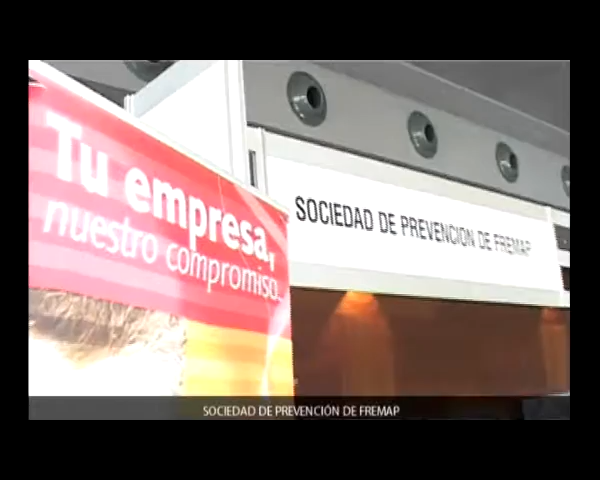 Tu empresa,
nuestro compromiso.
SOCIEDAD DE PREVENCION DE FREMAP
SOCIEDAD DE PREVENCIÓN DE FREMAP